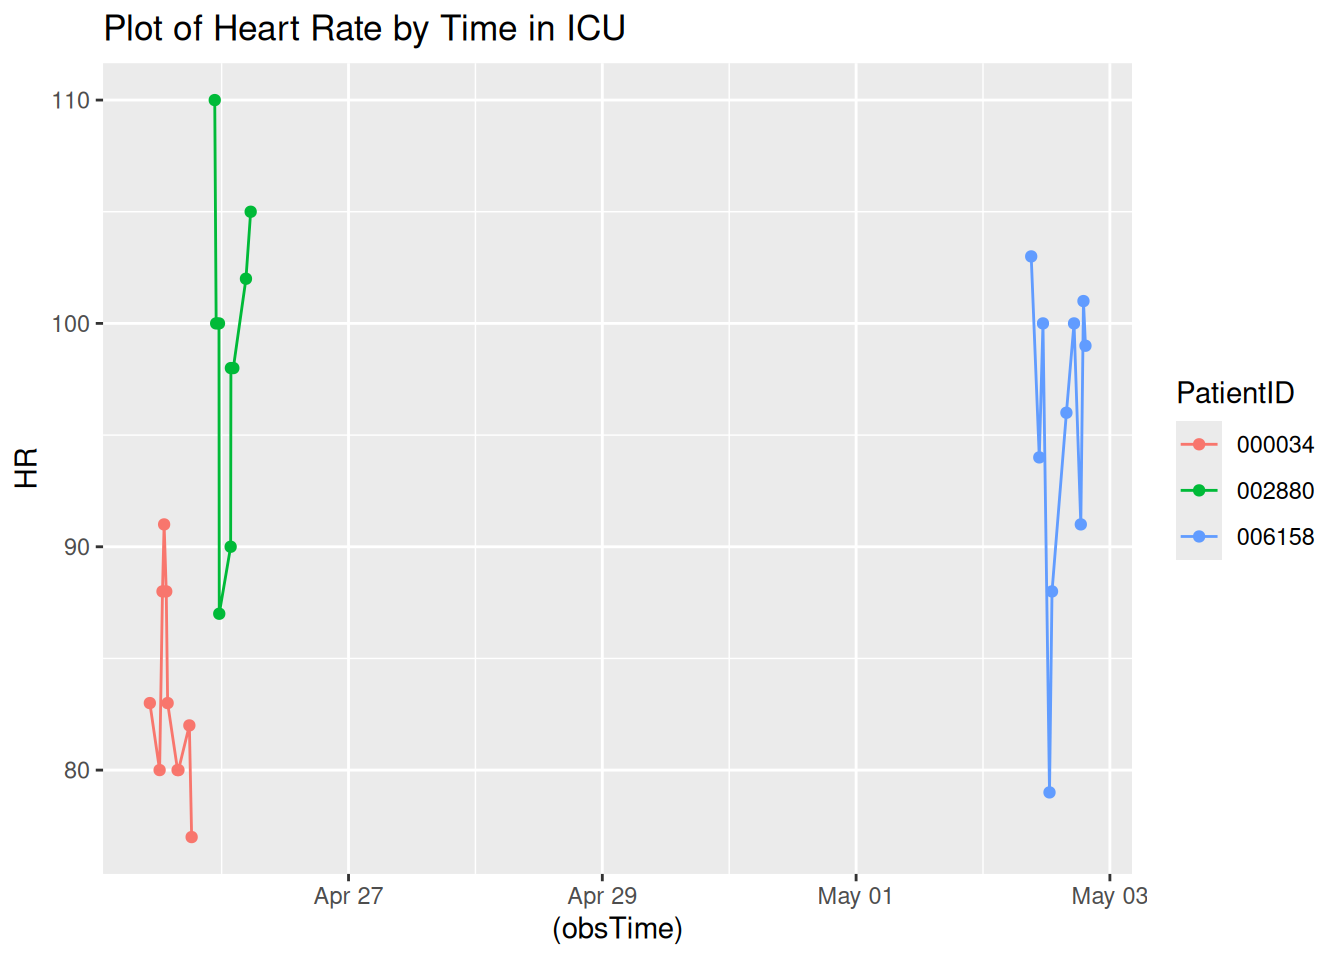 Plot of Heart Rate by Time in ICU
110
100
90
80
HR
Apr 27
Apr 29
May 01
May 03
(obsTime)
PatientID
000034
002880
006158